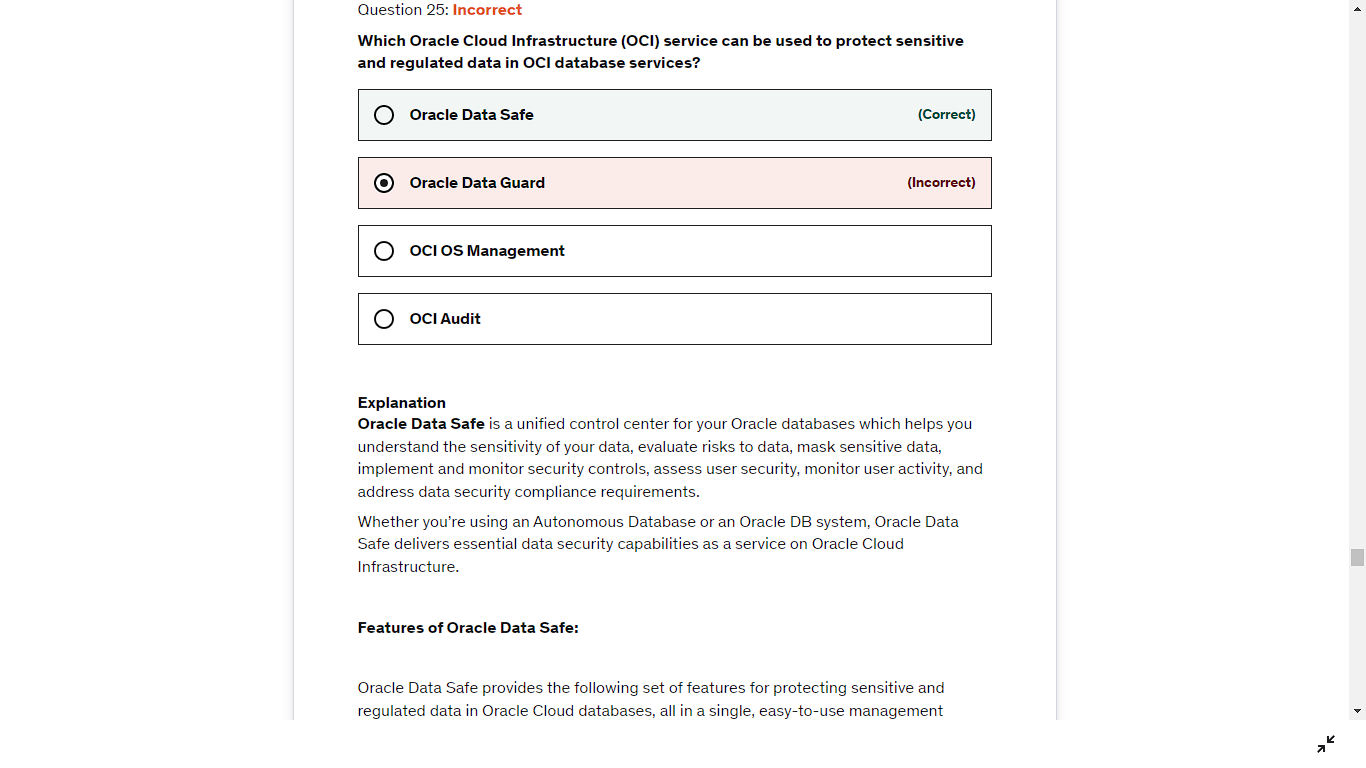 Question 25: Incorrect
Which Oracle Cloud Infrastructure (OCI) service can be used to protect sensitive
and regulated data in OCI database services?
Oracle Data Safe (Correct)
Oracle Data Guard (Incorrect)
OCI OS Management
OCI Audit
Explanation
Oracle Data Safe is a unified control center for your Oracle databases which helps you
understand the sensitivity of your data, evaluate risks to data, mask sensitive data,
implement and monitor security controls, assess user security, monitor user activity, and
address data security compliance requirements.
Whether you’re using an Autonomous Database or an Oracle DB system, Oracle Data
Safe delivers essential data security capabilities as a service on Oracle Cloud
Infrastructure.
Features of Oracle Data Safe:
Oracle Data Safe provides the following set of features for protecting sensitive and
regulated data in Oracle Cloud databases, all in a single, easy-to-use management